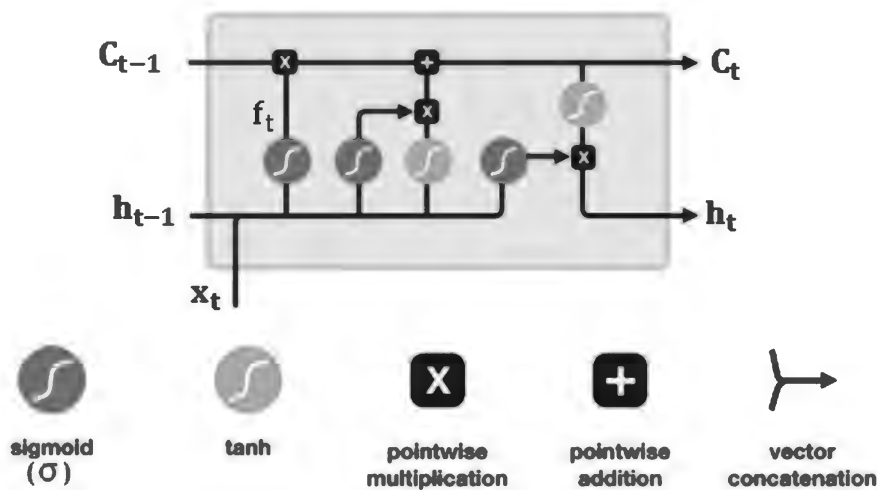 C_{t-1} C_t
f_t
h_{t-1} h_t
x_t
sigmoid
(σ)
tanh
pointwise
multiplication
pointwise
addition
vector
concatenation